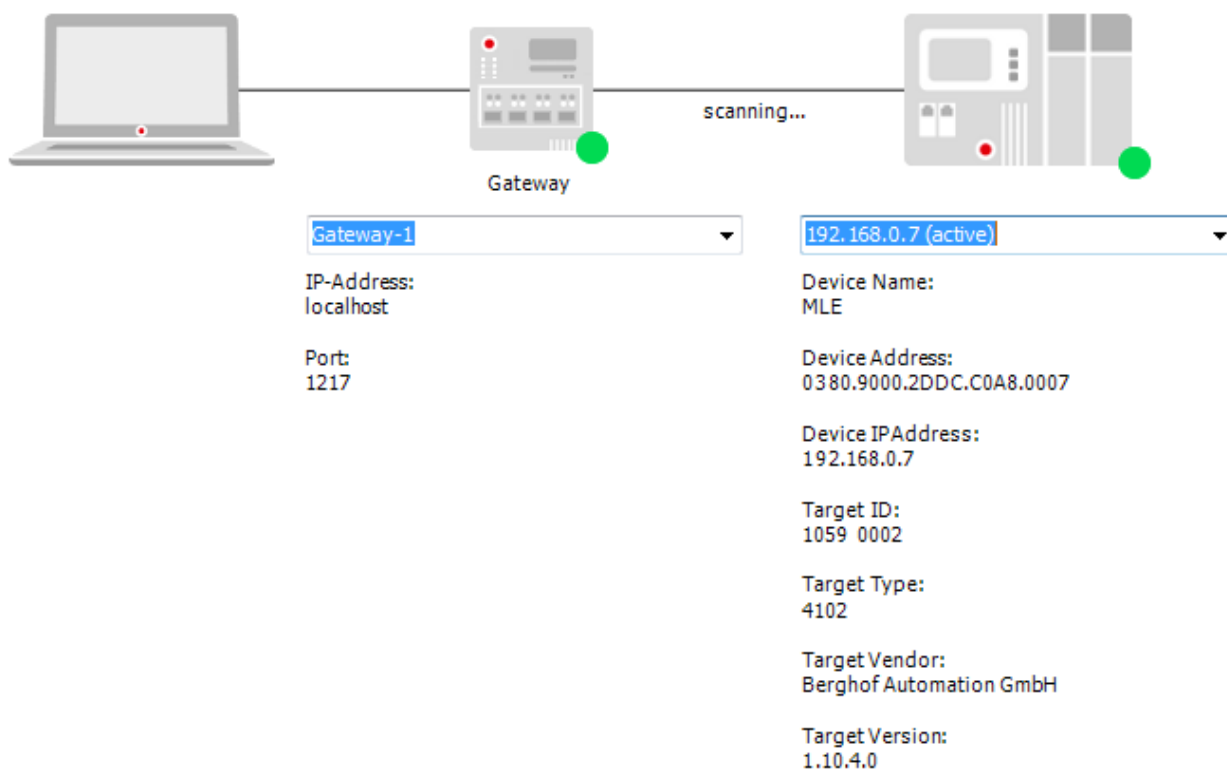 scanning...
Gateway
Gateway-1
192.168.0.7 (active)
IP-Address:
localhost
Port:
1217
Device Name:
MLE
Device Address:
0380.9000.2DDC.C0A8.0007
Device IPAddress:
192.168.0.7
Target ID:
1059 0002
Target Type:
4102
Target Vendor:
Berghof Automation GmbH
Target Version:
1.10.4.0